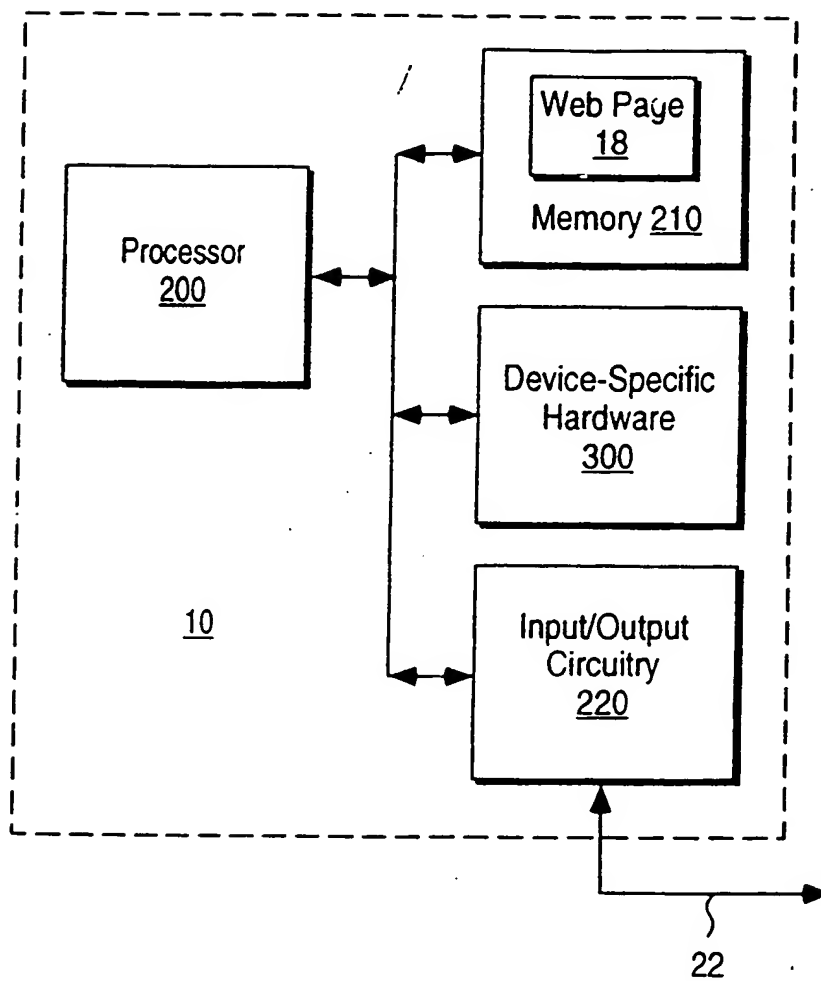 Web Page
18
Memory 210
Processor
200
Device-Specific
Hardware
300
10
Input/Output
Circuitry
220
22